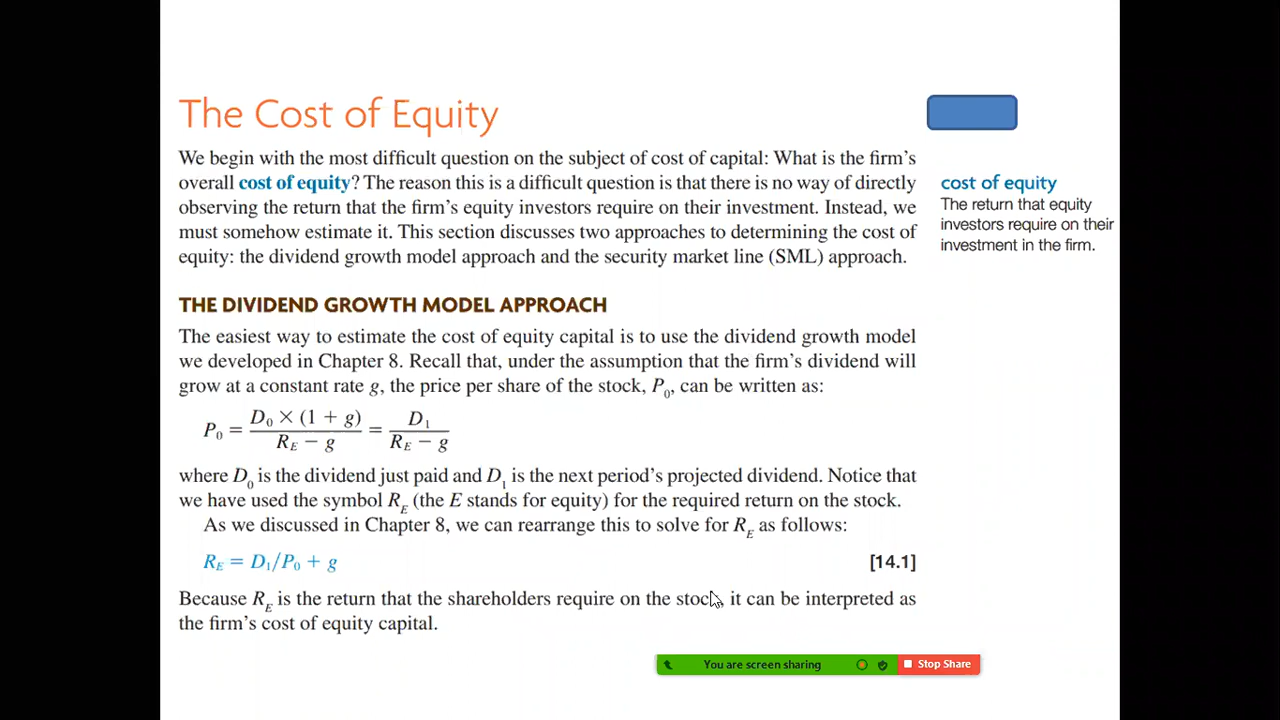 The Cost of Equity
We begin with the most difficult question on the subject of cost of capital: What is the firm's
overall cost of equity? The reason this is a difficult question is that there is no way of directly
observing the return that the firm's equity investors require on their investment. Instead, we
must somehow estimate it. This section discusses two approaches to determining the cost of
equity: the dividend growth model approach and the security market line (SML) approach.
cost of equity
The return that equity
investors require on their
investment in the firm.
THE DIVIDEND GROWTH MODEL APPROACH
The easiest way to estimate the cost of equity capital is to use the dividend growth model
we developed in Chapter 8. Recall that, under the assumption that the firm's dividend will
grow at a constant rate g, the price per share of the stock, P₀, can be written as:
P₀ = D₀ × (1 + g) / (R_E − g) = D₁ / (R_E − g)
where D₀ is the dividend just paid and D₁ is the next period's projected dividend. Notice that
we have used the symbol R_E (the E stands for equity) for the required return on the stock.
As we discussed in Chapter 8, we can rearrange this to solve for R_E as follows:
R_E = D₁/P₀ + g [14.1]
Because R_E is the return that the shareholders require on the stock, it can be interpreted as
the firm's cost of equity capital.
You are screen sharing Stop Share